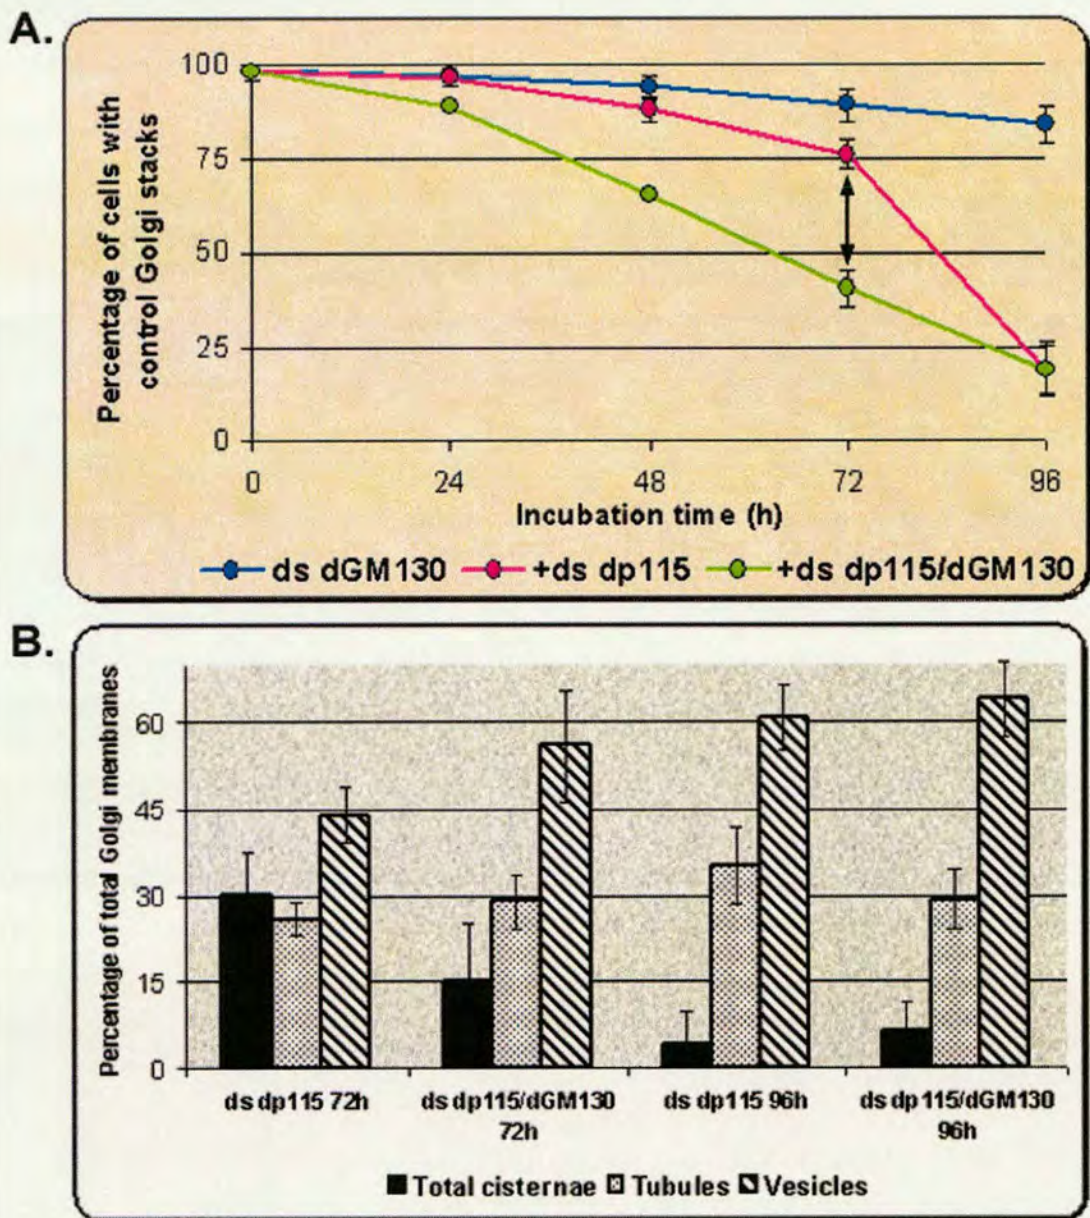 A.
Percentage of cells with
control Golgi stacks
100
75
50
25
0
0 24 48 72 96
Incubation time (h)
ds dGM130 +ds dp115 +ds dp115/dGM130
B.
Percentage of total Golgi membranes
60
45
30
15
0
ds dp115 72h ds dp115/dGM130 ds dp115 96h ds dp115/dGM130
72h 96h
Total cisternae Tubules Vesicles